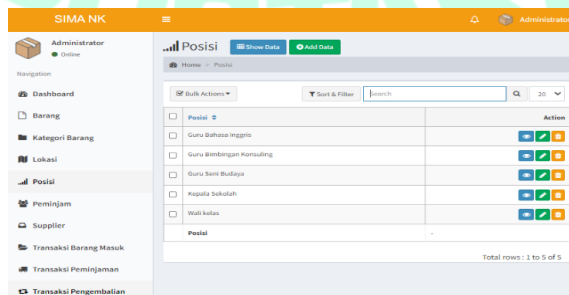 SIMA NK
Administrator
Administrator
Online
Navigation
Dashboard
Barang
Kategori Barang
Lokasi
Posisi
Peminjam
Supplier
Transaksi Barang Masuk
Transaksi Peminjaman
Transaksi Pengembalian
Posisi
Show Data
Add Data
Home > Posisi
Bulk Actions
Sort & Filter
Search
20
Posisi
Action
Guru Bahasa Inggris
Guru Bimbingan Konsuling
Guru Seni Budaya
Kepala Sekolah
Wali kelas
Posisi
-
Total rows : 1 to 5 of 5